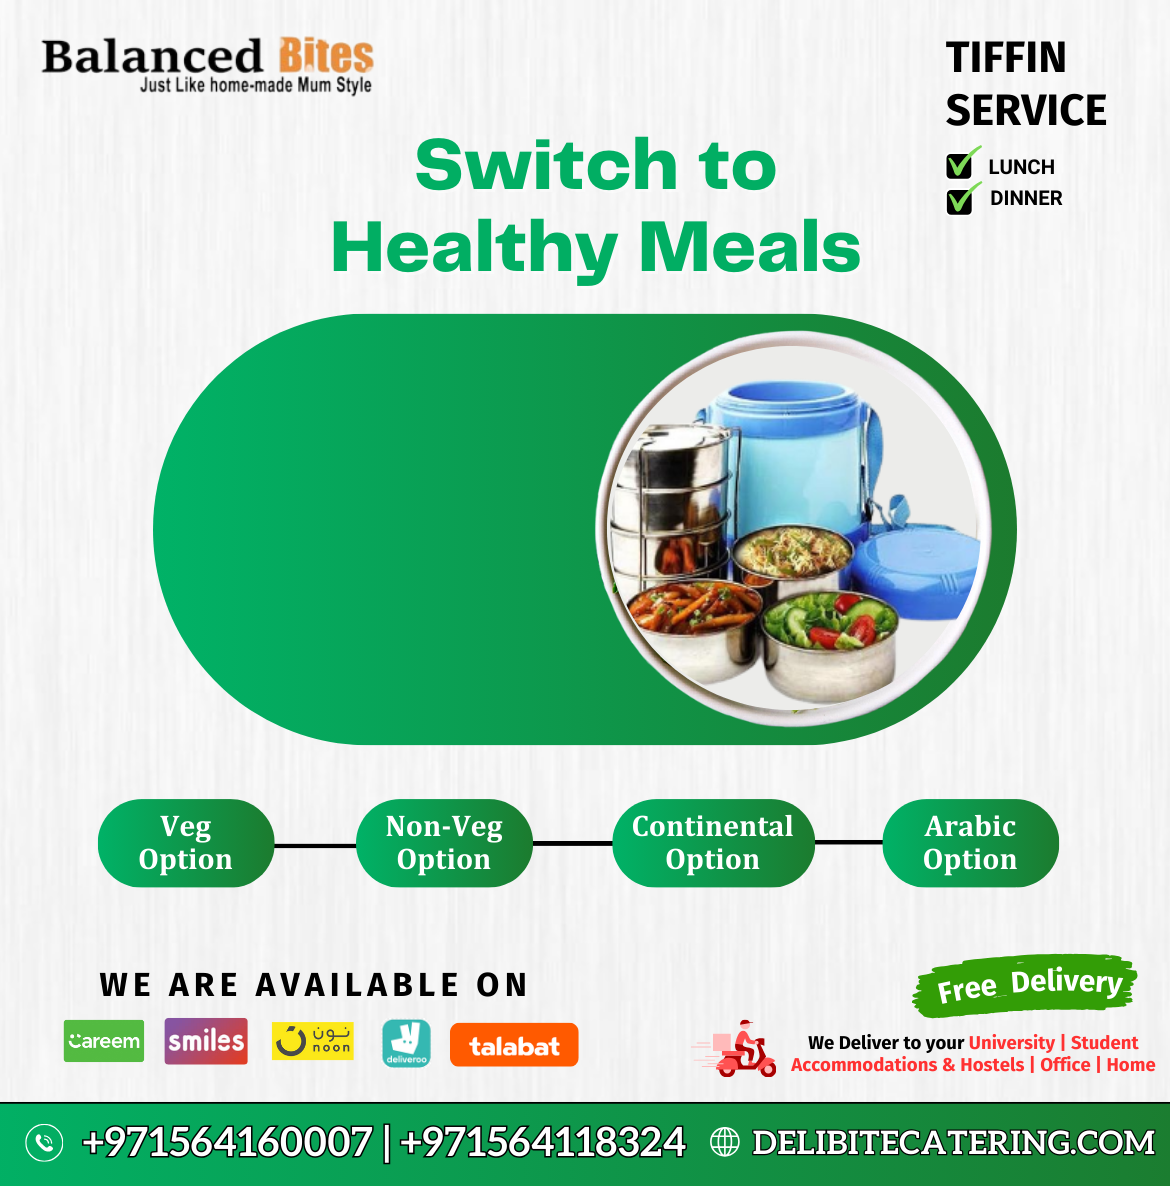 Balanced Bites
Just Like home-made Mum Style
TIFFIN
SERVICE
LUNCH
DINNER
Switch to
Healthy Meals
Veg
Option
Non-Veg
Option
Continental
Option
Arabic
Option
WE ARE AVAILABLE ON
Careem
smiles
نون
noon
deliveroo
talabat
Free Delivery
We Deliver to your University | Student
Accommodations & Hostels | Office | Home
+971564160007 | +971564118324
DELIBITECATERING.COM